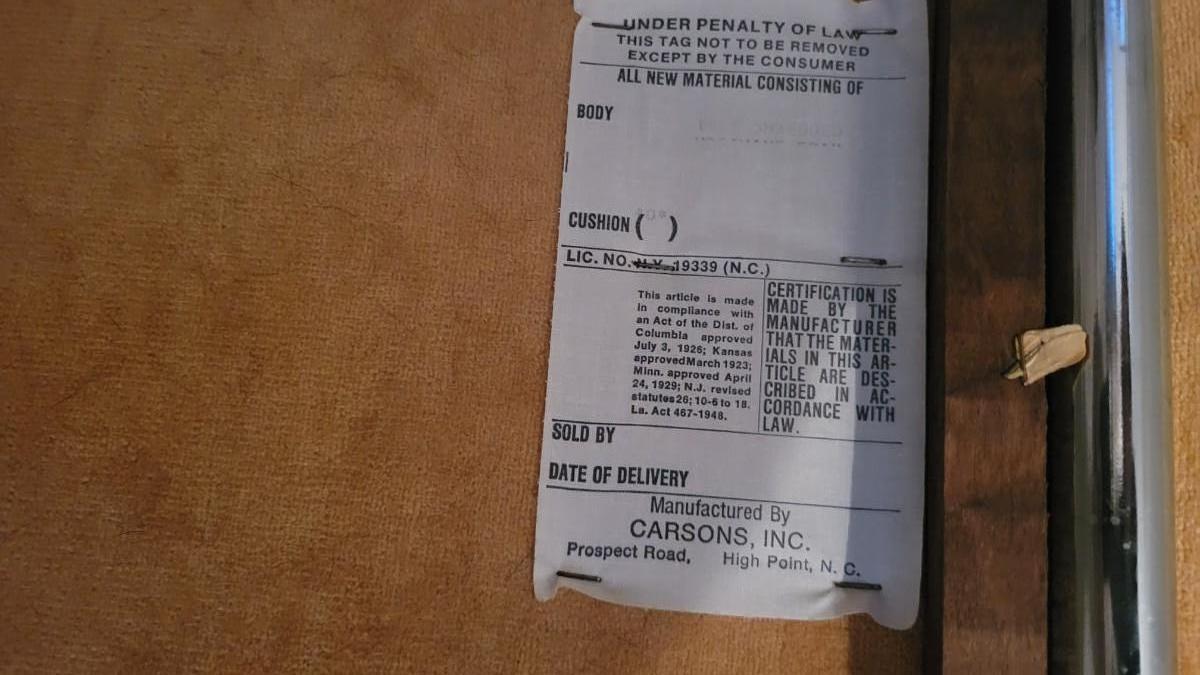 UNDER PENALTY OF LAW
THIS TAG NOT TO BE REMOVED
EXCEPT BY THE CONSUMER
ALL NEW MATERIAL CONSISTING OF
BODY
CUSHION ( )
LIC. NO. N.Y. 19339 (N.C.)
This article is made
in compliance with
an Act of the Dist. of
Columbia approved
July 3, 1926; Kansas
approved March 1923;
Minn. approved April
24, 1929; N.J. revised
statutes 26; 10-6 to 18.
La. Act 467-1948.
CERTIFICATION IS
MADE BY THE
MANUFACTURER
THAT THE MATER-
IALS IN THIS AR-
TICLE ARE DES-
CRIBED IN AC-
CORDANCE WITH
LAW.
SOLD BY
DATE OF DELIVERY
Manufactured By
CARSONS, INC.
Prospect Road, High Point, N. C.